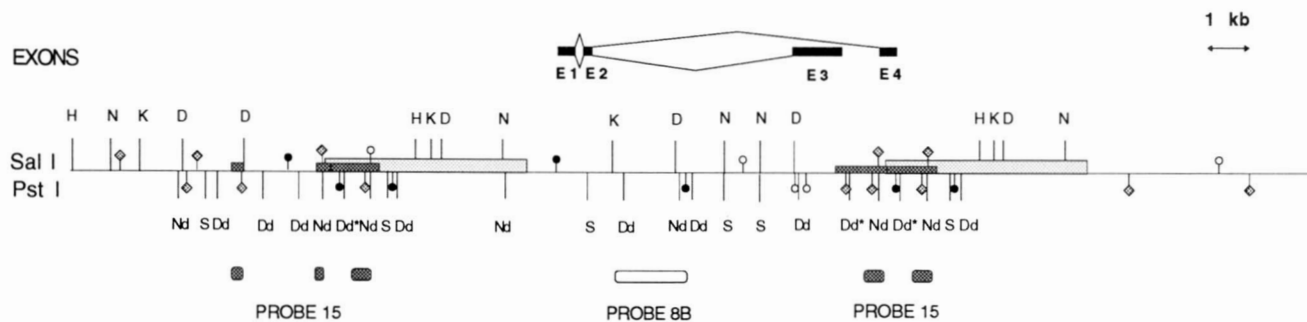 1 kb
EXONS
E1 E2 E3 E4
H N K D D H K D N K D N N D H K D N
Sal I
Pst I
Nd S Dd Dd Dd Nd Dd* Nd S Dd Nd S Dd Nd Dd S S Dd Dd* Nd Dd* Nd S Dd
PROBE 15 PROBE 8B PROBE 15